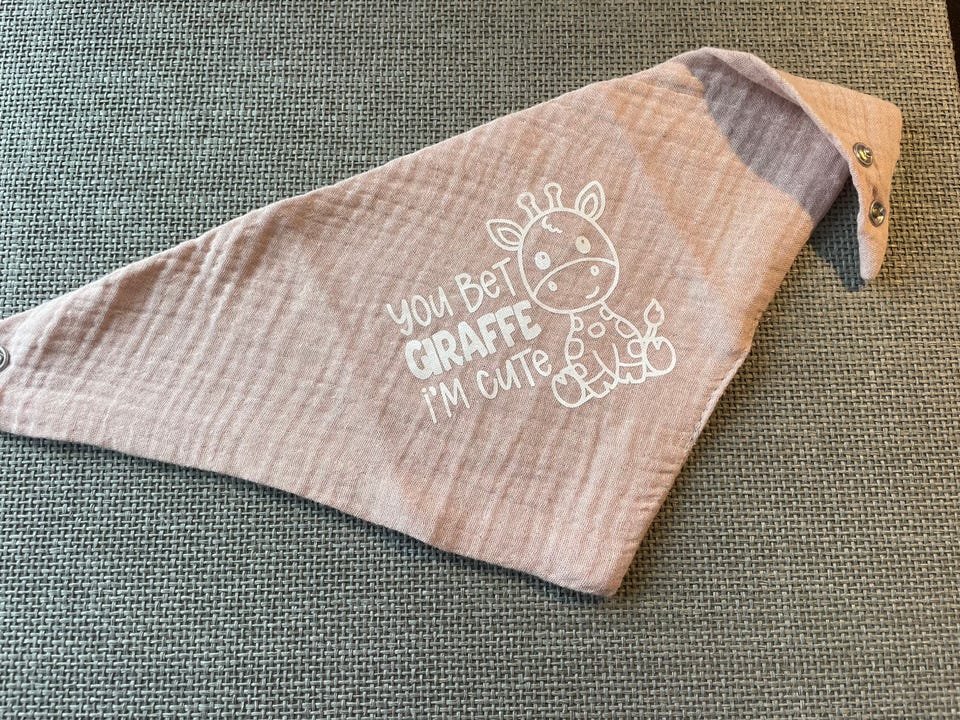 YOU BET
GIRAFFE
i'M CUTE